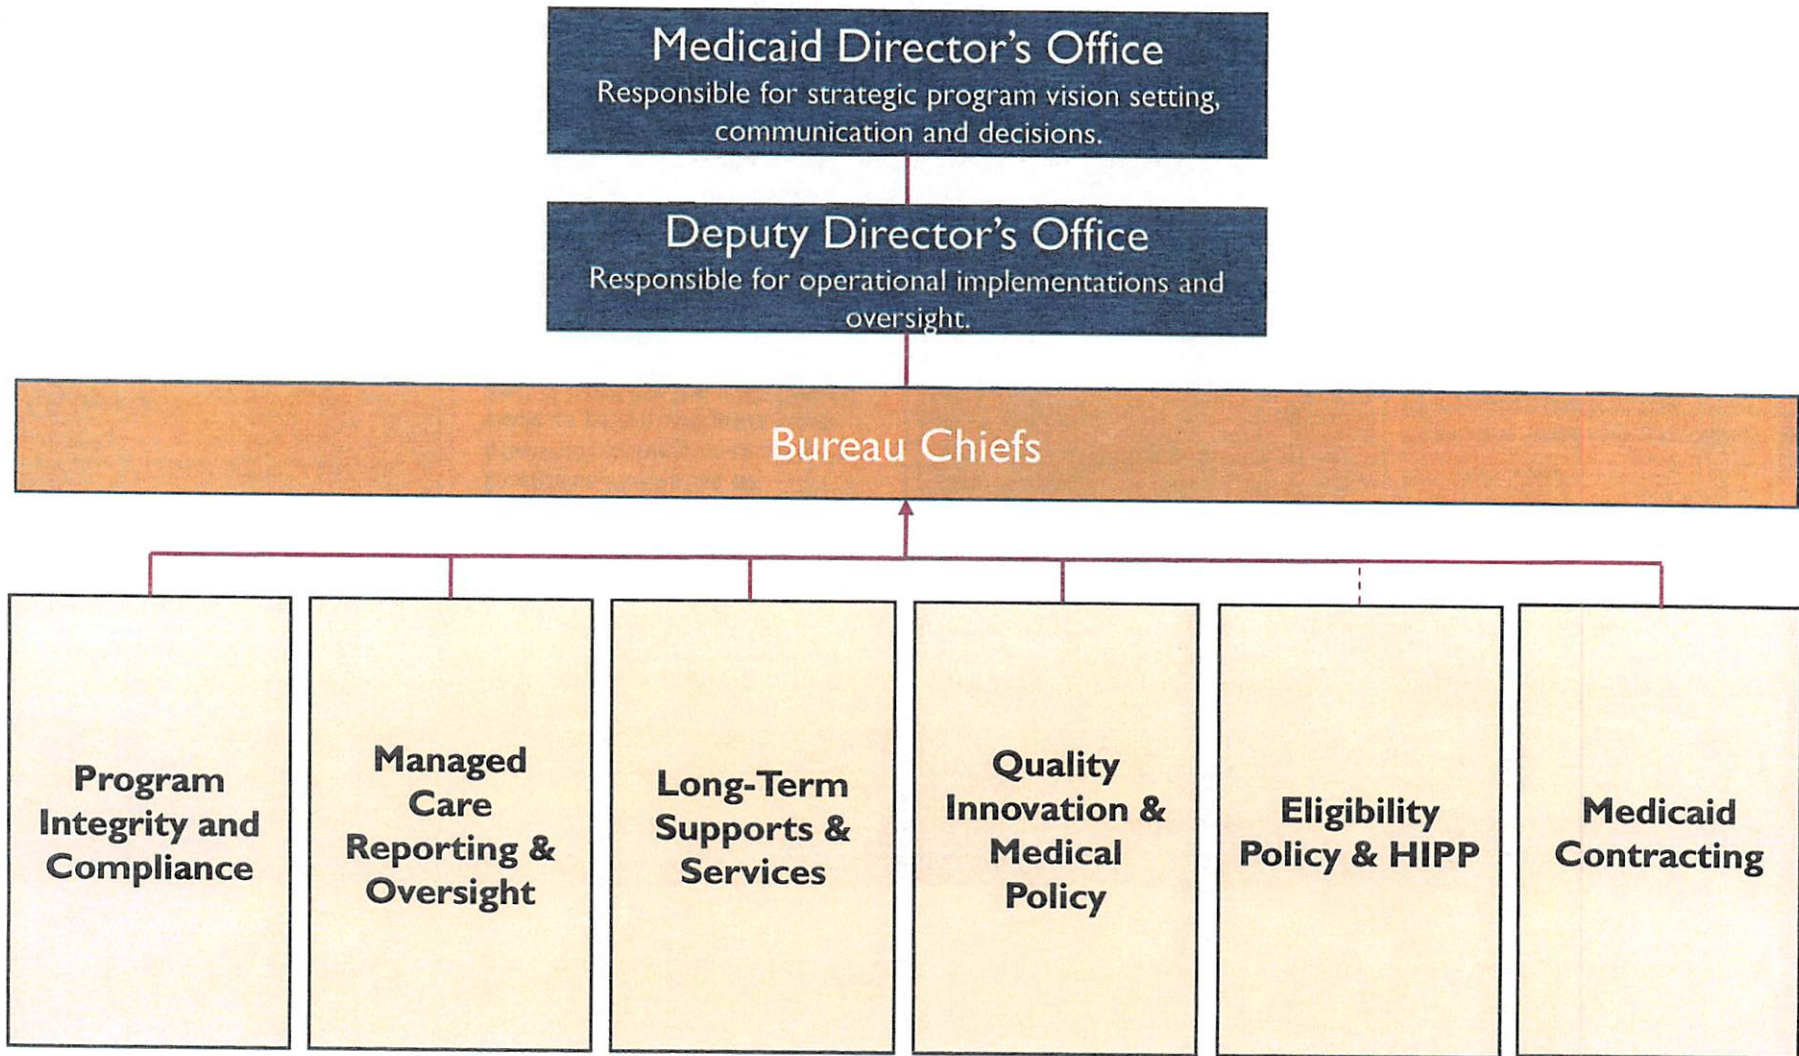 Medicaid Director's Office
Responsible for strategic program vision setting,
communication and decisions.
Deputy Director's Office
Responsible for operational implementations and
oversight.
Bureau Chiefs
Program
Integrity and
Compliance
Managed
Care
Reporting &
Oversight
Long-Term
Supports &
Services
Quality
Innovation &
Medical
Policy
Eligibility
Policy & HIPP
Medicaid
Contracting